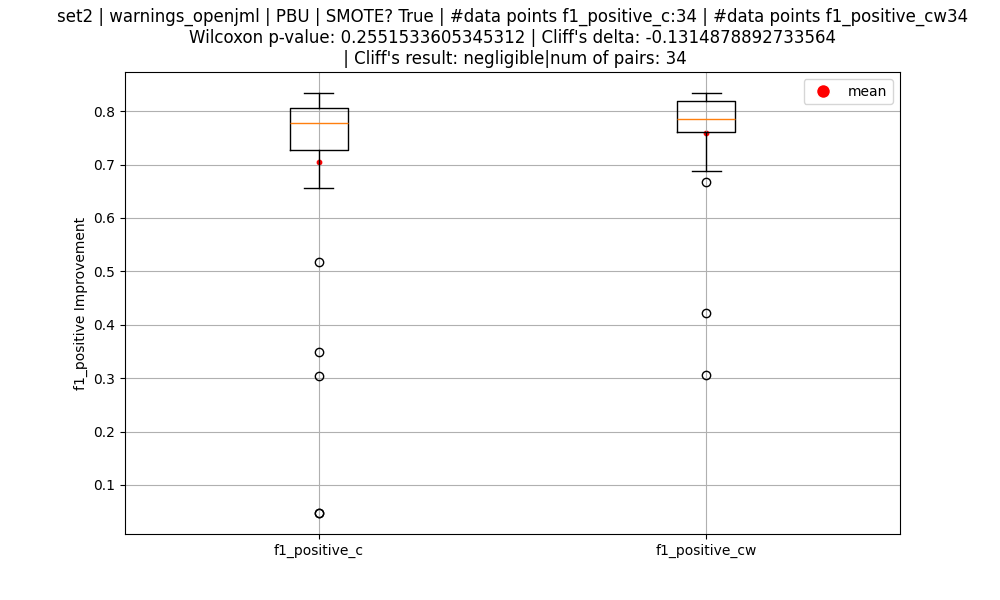 set2 | warnings_openjml | PBU | SMOTE? True | #data points f1_positive_c:34 | #data points f1_positive_cw34
Wilcoxon p-value: 0.2551533605345312 | Cliff's delta: -0.1314878892733564
| Cliff's result: negligible|num of pairs: 34
mean
f1_positive Improvement
0.8
0.7
0.6
0.5
0.4
0.3
0.2
0.1
f1_positive_c
f1_positive_cw